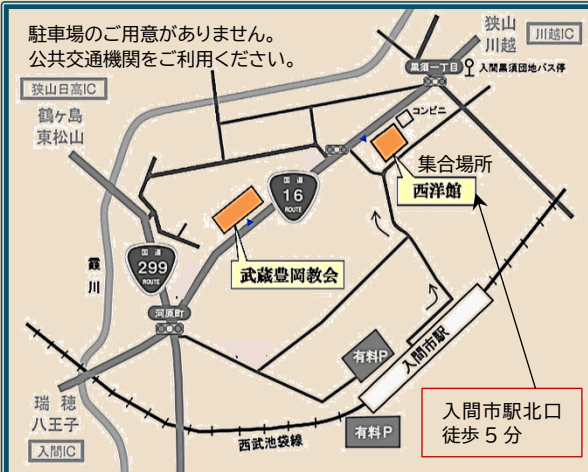 駐車場のご用意がありません。
公共交通機関をご利用ください。
狭山
川越
川越IC
黒須一丁目
入間黒須団地バス停
狭山日高IC
鶴ヶ島
東松山
コンビニ
集合場所
西洋館
国道
16
ROUTE
武蔵豊岡教会
国道
299
ROUTE
霞川
河原町
有料P
入間市駅
瑞穂
八王子
入間IC
西武池袋線
有料P
入間市駅北口
徒歩5分